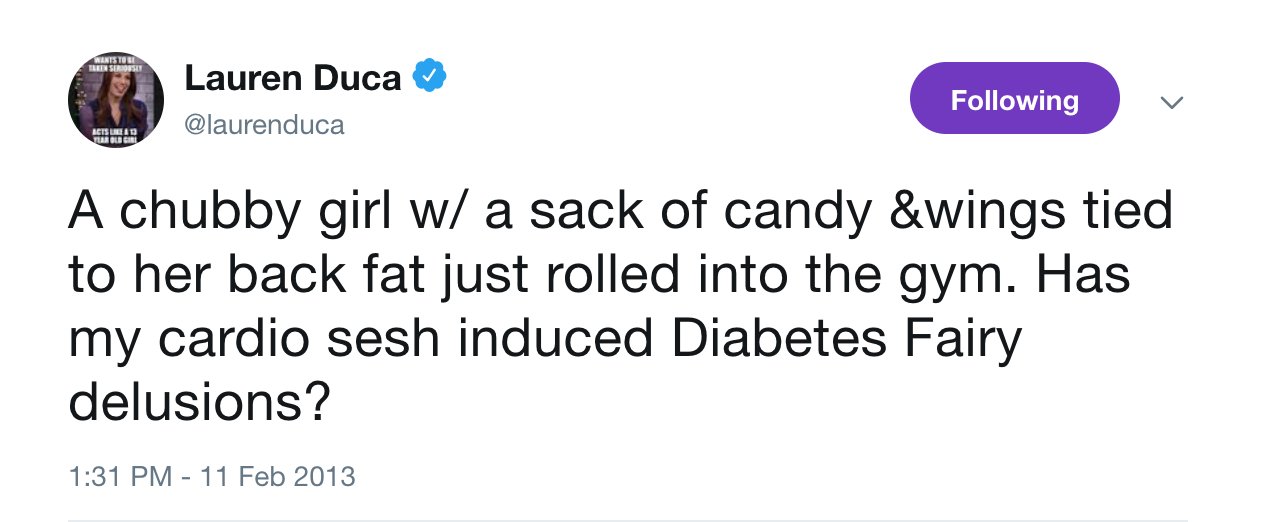 WANTS TO BE
TAKEN SERIOUSLY
ACTS LIKE A 13
YEAR OLD GIRL
Lauren Duca
@laurenduca
Following
A chubby girl w/ a sack of candy &wings tied
to her back fat just rolled into the gym. Has
my cardio sesh induced Diabetes Fairy
delusions?
1:31 PM - 11 Feb 2013